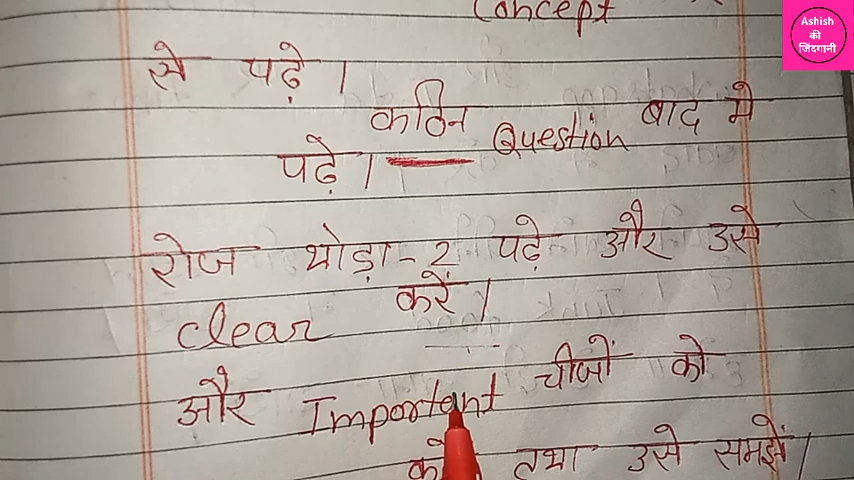 Concept
से पढ़े ।
कठिन Question बाद मे
पढ़ें ।
रोज थोड़ा-2 पढ़े और उसे
clear करें ।
और Important चीजों को
तथा उसे समझें ।
Ashish
की
जिंदगानी